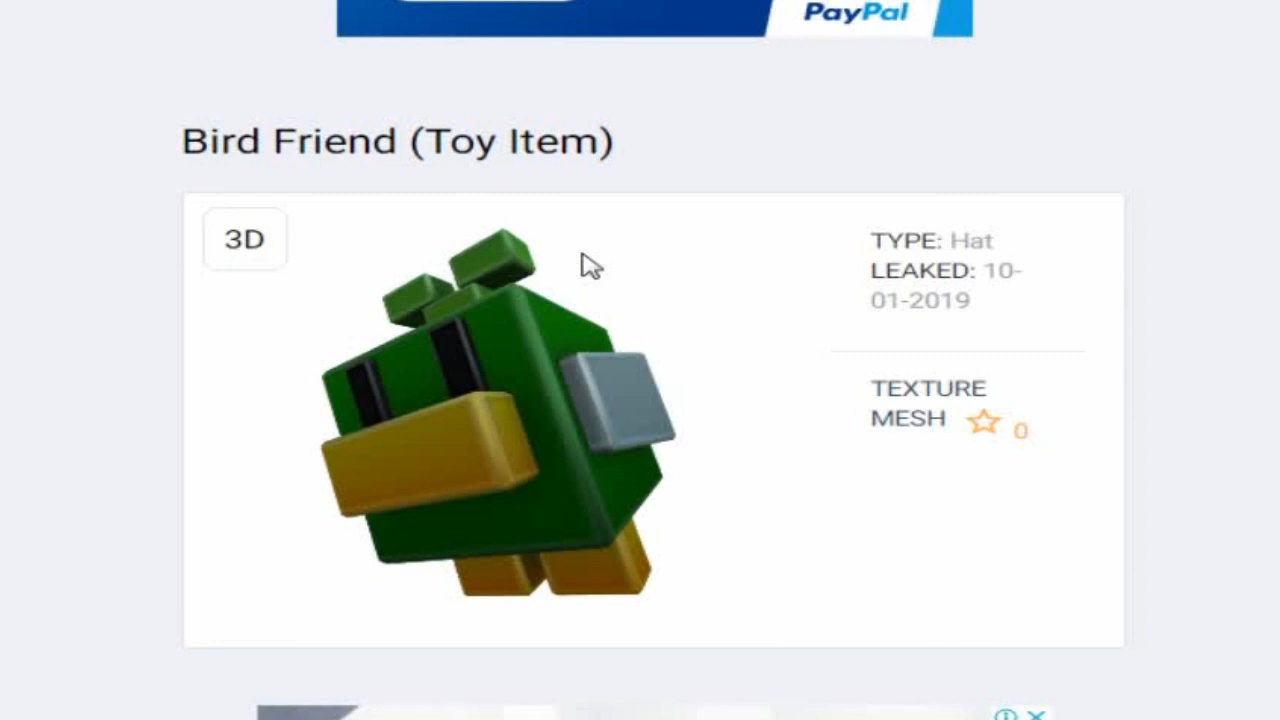 PayPal
Bird Friend (Toy Item)
3D
TYPE: Hat
LEAKED: 10-
01-2019
TEXTURE
MESH
0